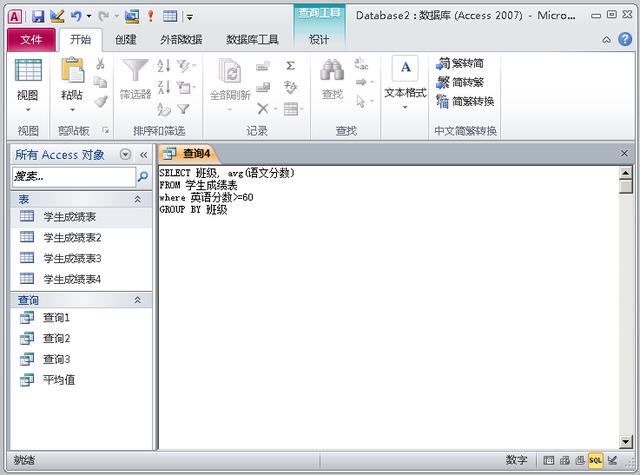 查询工具
Database2 : 数据库 (Access 2007) - Micro...
文件
开始
创建
外部数据
数据库工具
设计
视图
粘贴
筛选器
全部刷新
查找
文本格式
繁转简
简转繁
简繁转换
视图
剪贴板
排序和筛选
记录
查找
中文简繁转换
所有 Access 对象
查询4
搜索...
SELECT 班级, avg(语文分数)
FROM 学生成绩表
where 英语分数>=60
GROUP BY 班级
表
学生成绩表
学生成绩表2
学生成绩表3
学生成绩表4
查询
查询1
查询2
查询3
平均值
就绪
数字
SQL